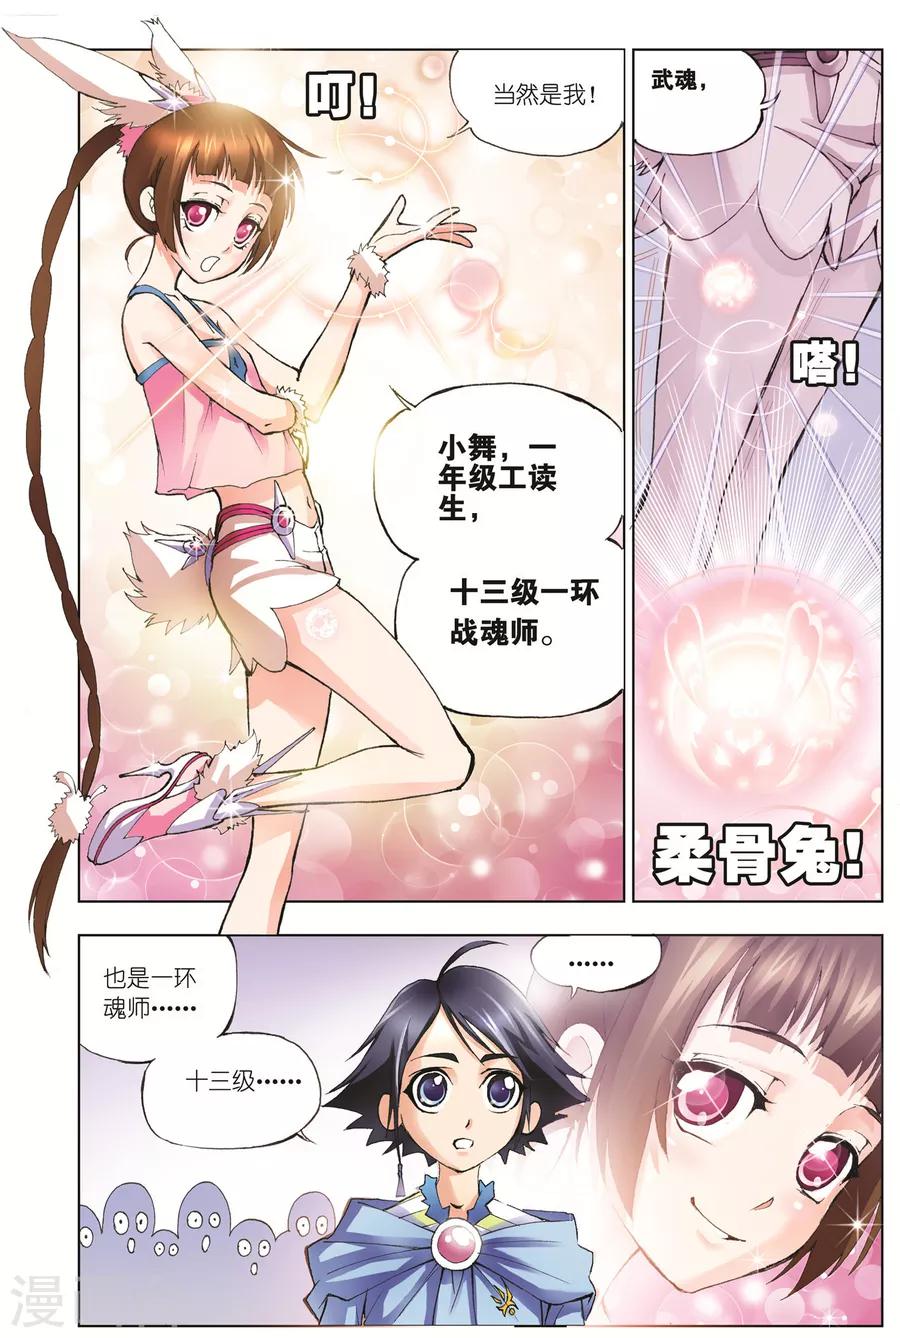 叮！
当然是我！
小舞，一
年级工读
生，
十三级一环
战魂师。
武魂，
嗒！
柔骨兔！
也是一环
魂师……
十三级……
……